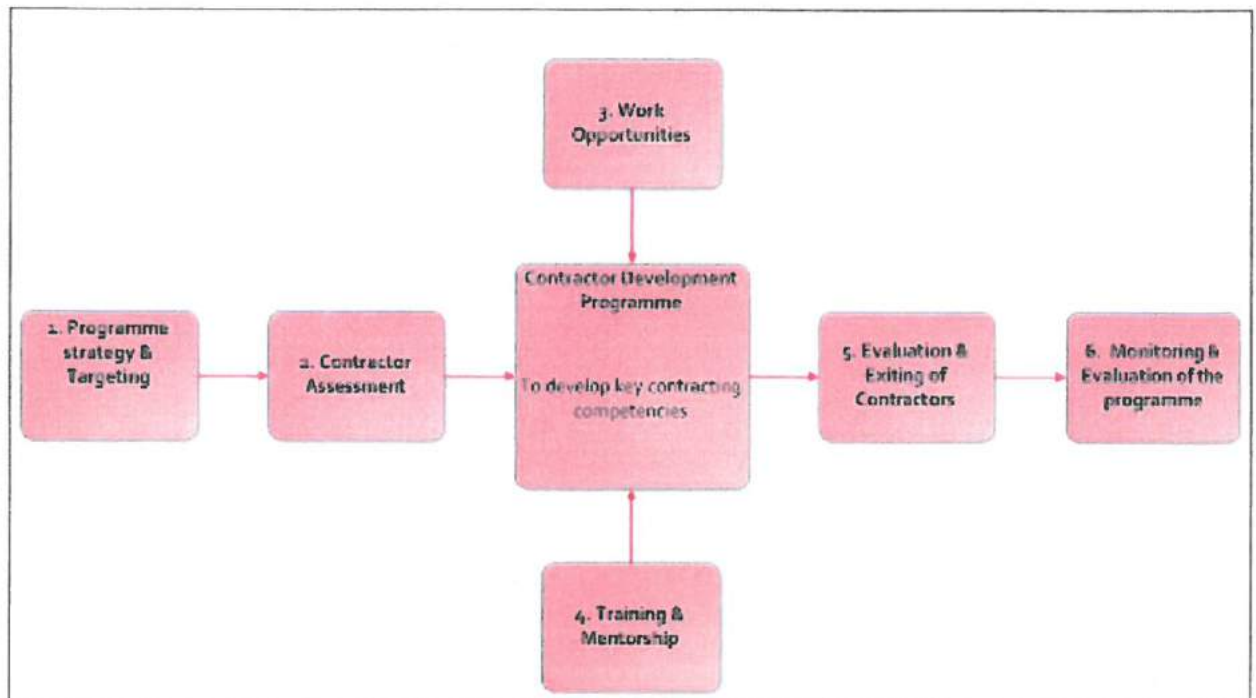 3. Work
Opportunities
Contractor Development
Programme
To develop key contracting
competencies
1. Programme
strategy &
Targeting
2. Contractor
Assessment
5. Evaluation &
Exiting of
Contractors
6. Monitoring &
Evaluation of the
programme
4. Training &
Mentorship